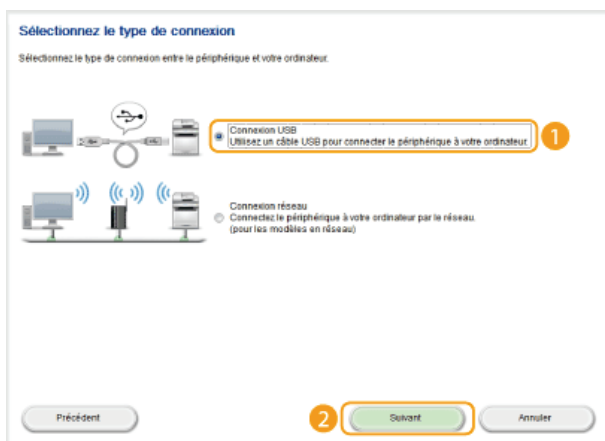 Sélectionnez le type de connexion
Sélectionnez le type de connexion entre le périphérique et votre ordinateur.
Connexion USB
Utilisez un câble USB pour connecter le périphérique à votre ordinateur.
1
Connexion réseau
Connectez le périphérique à votre ordinateur par le réseau.
(pour les modèles en réseau)
Précédent
2
Suivant
Annuler